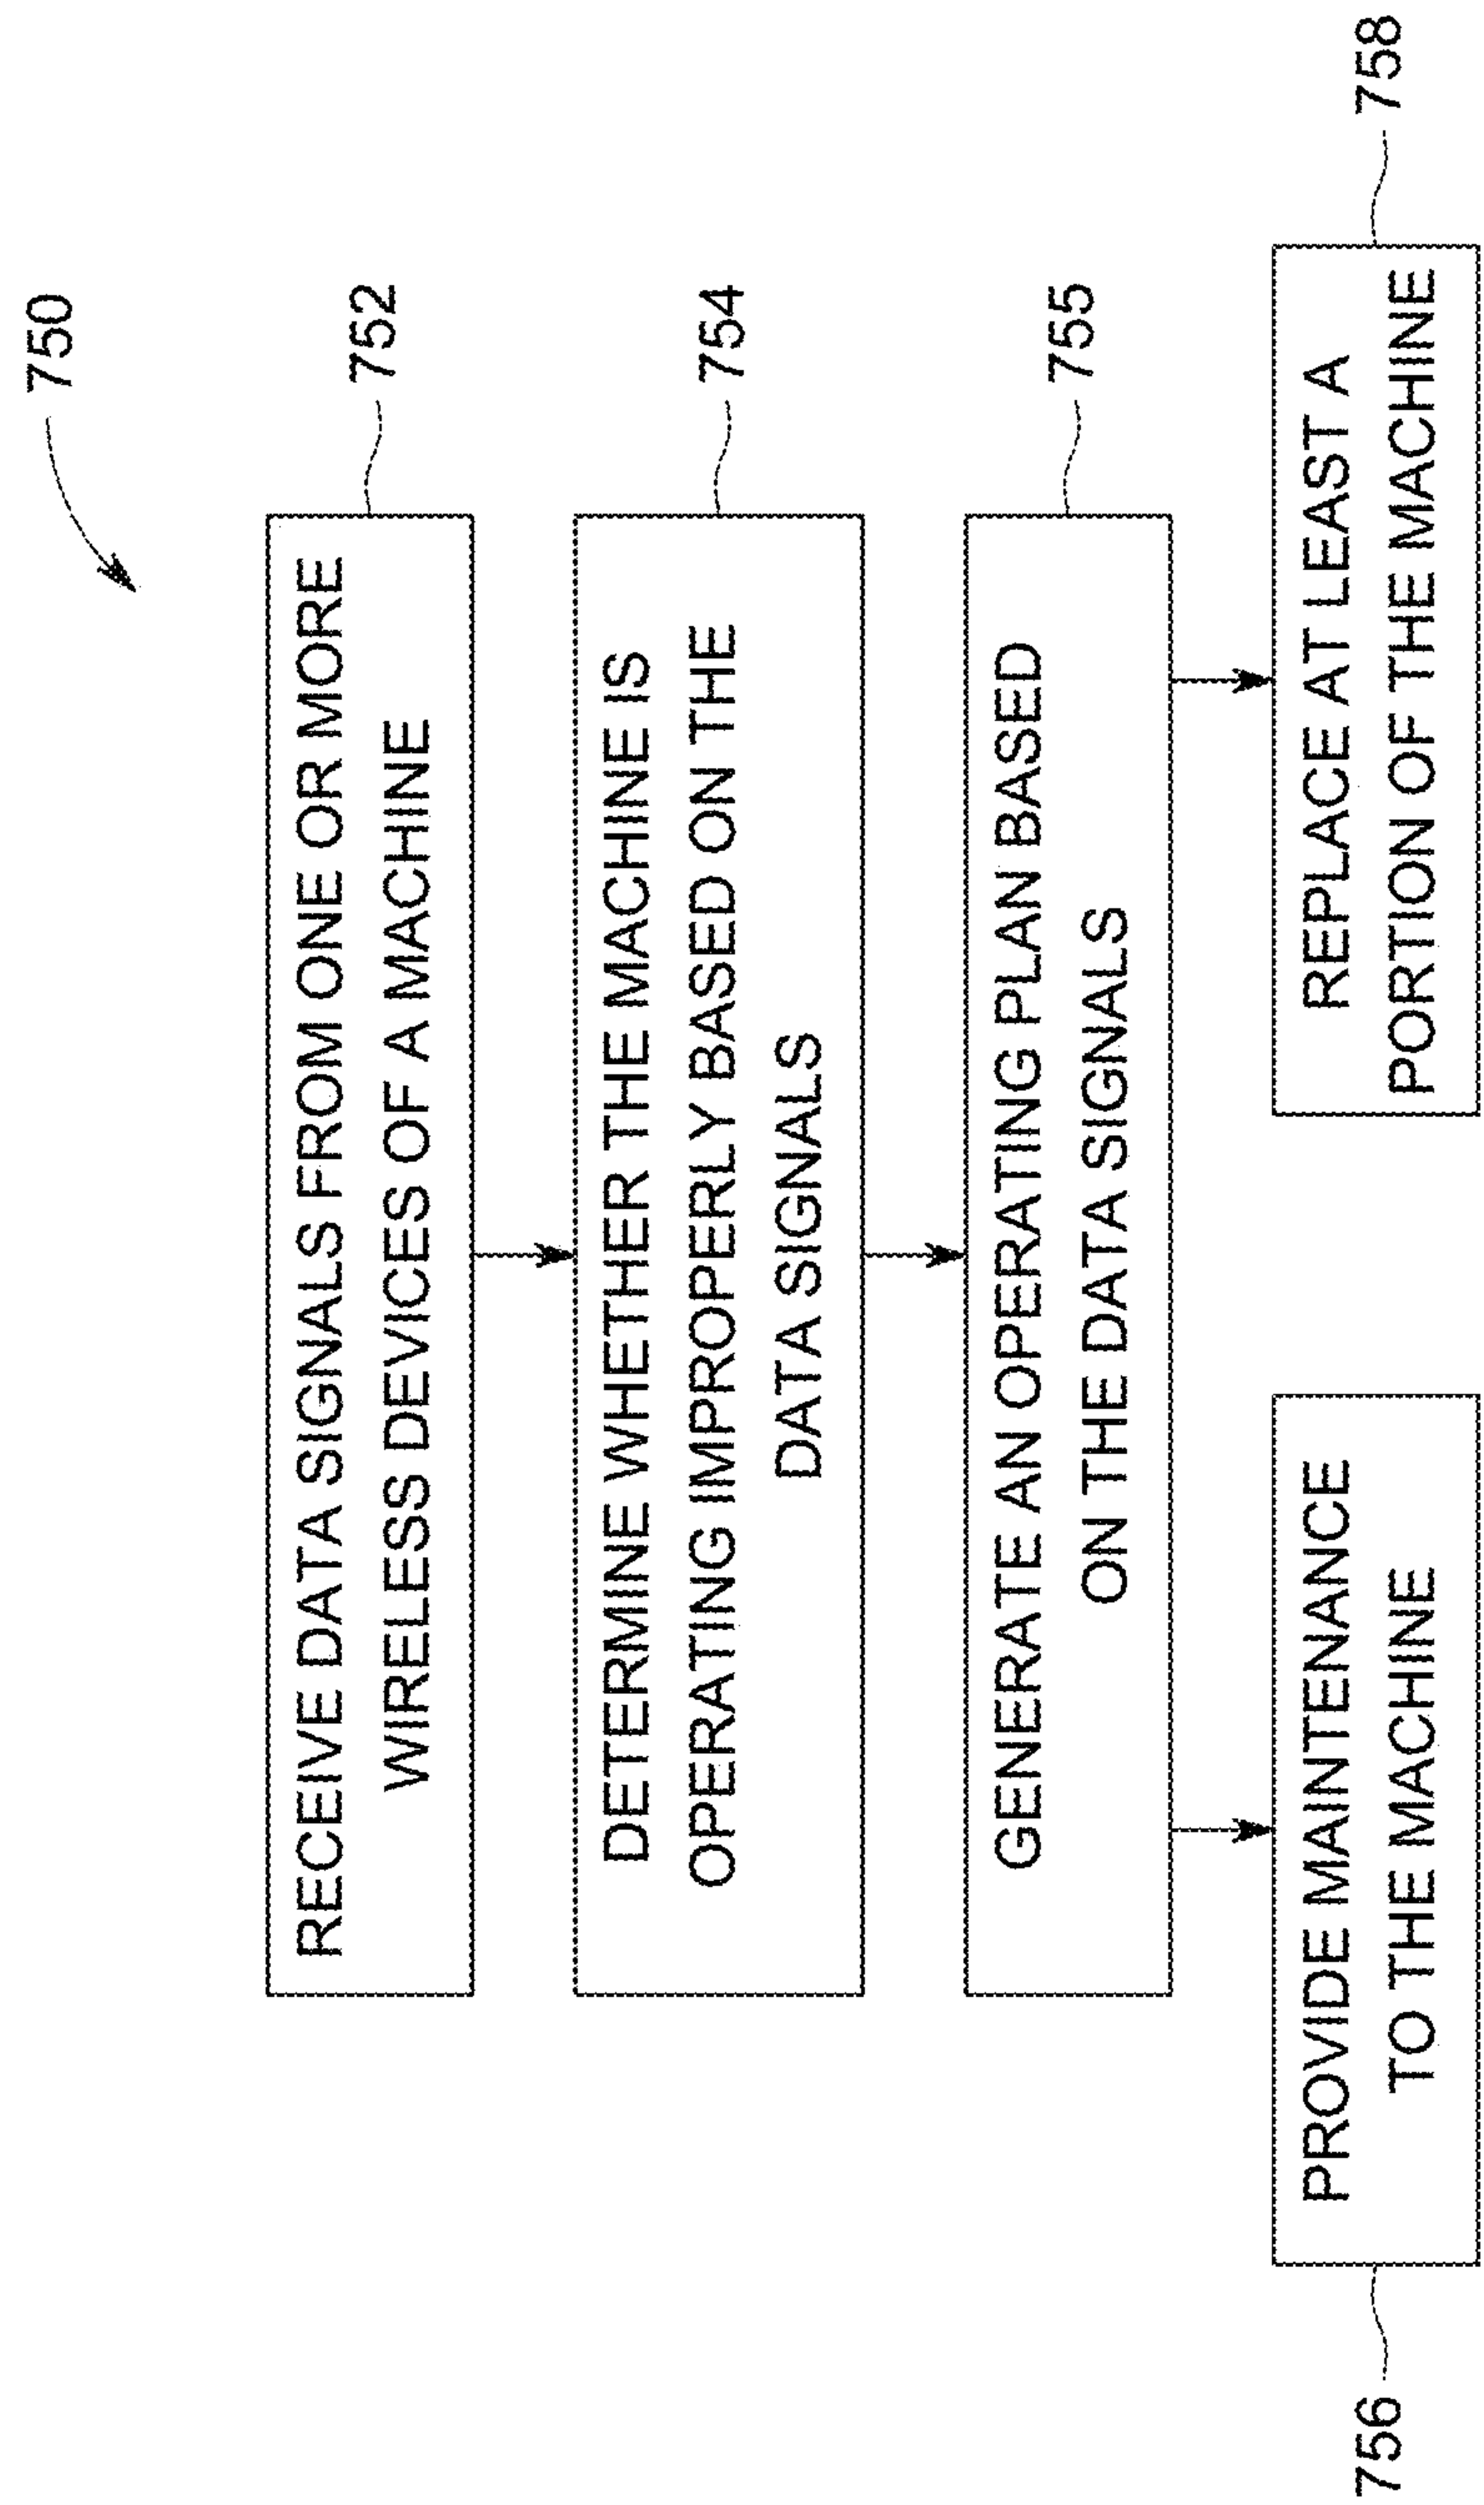 750
RECEIVE DATA SIGNALS FROM ONE OR MORE
WIRELESS DEVICES OF A MACHINE
752
DETERMINE WHETHER THE MACHINE IS
OPERATING IMPROPERLY BASED ON THE
DATA SIGNALS
754
GENERATE AN OPERATING PLAN BASED
ON THE DATA SIGNALS
755
756
PROVIDE MAINTENANCE
TO THE MACHINE
REPLACE AT LEAST A
PORTION OF THE MACHINE
758